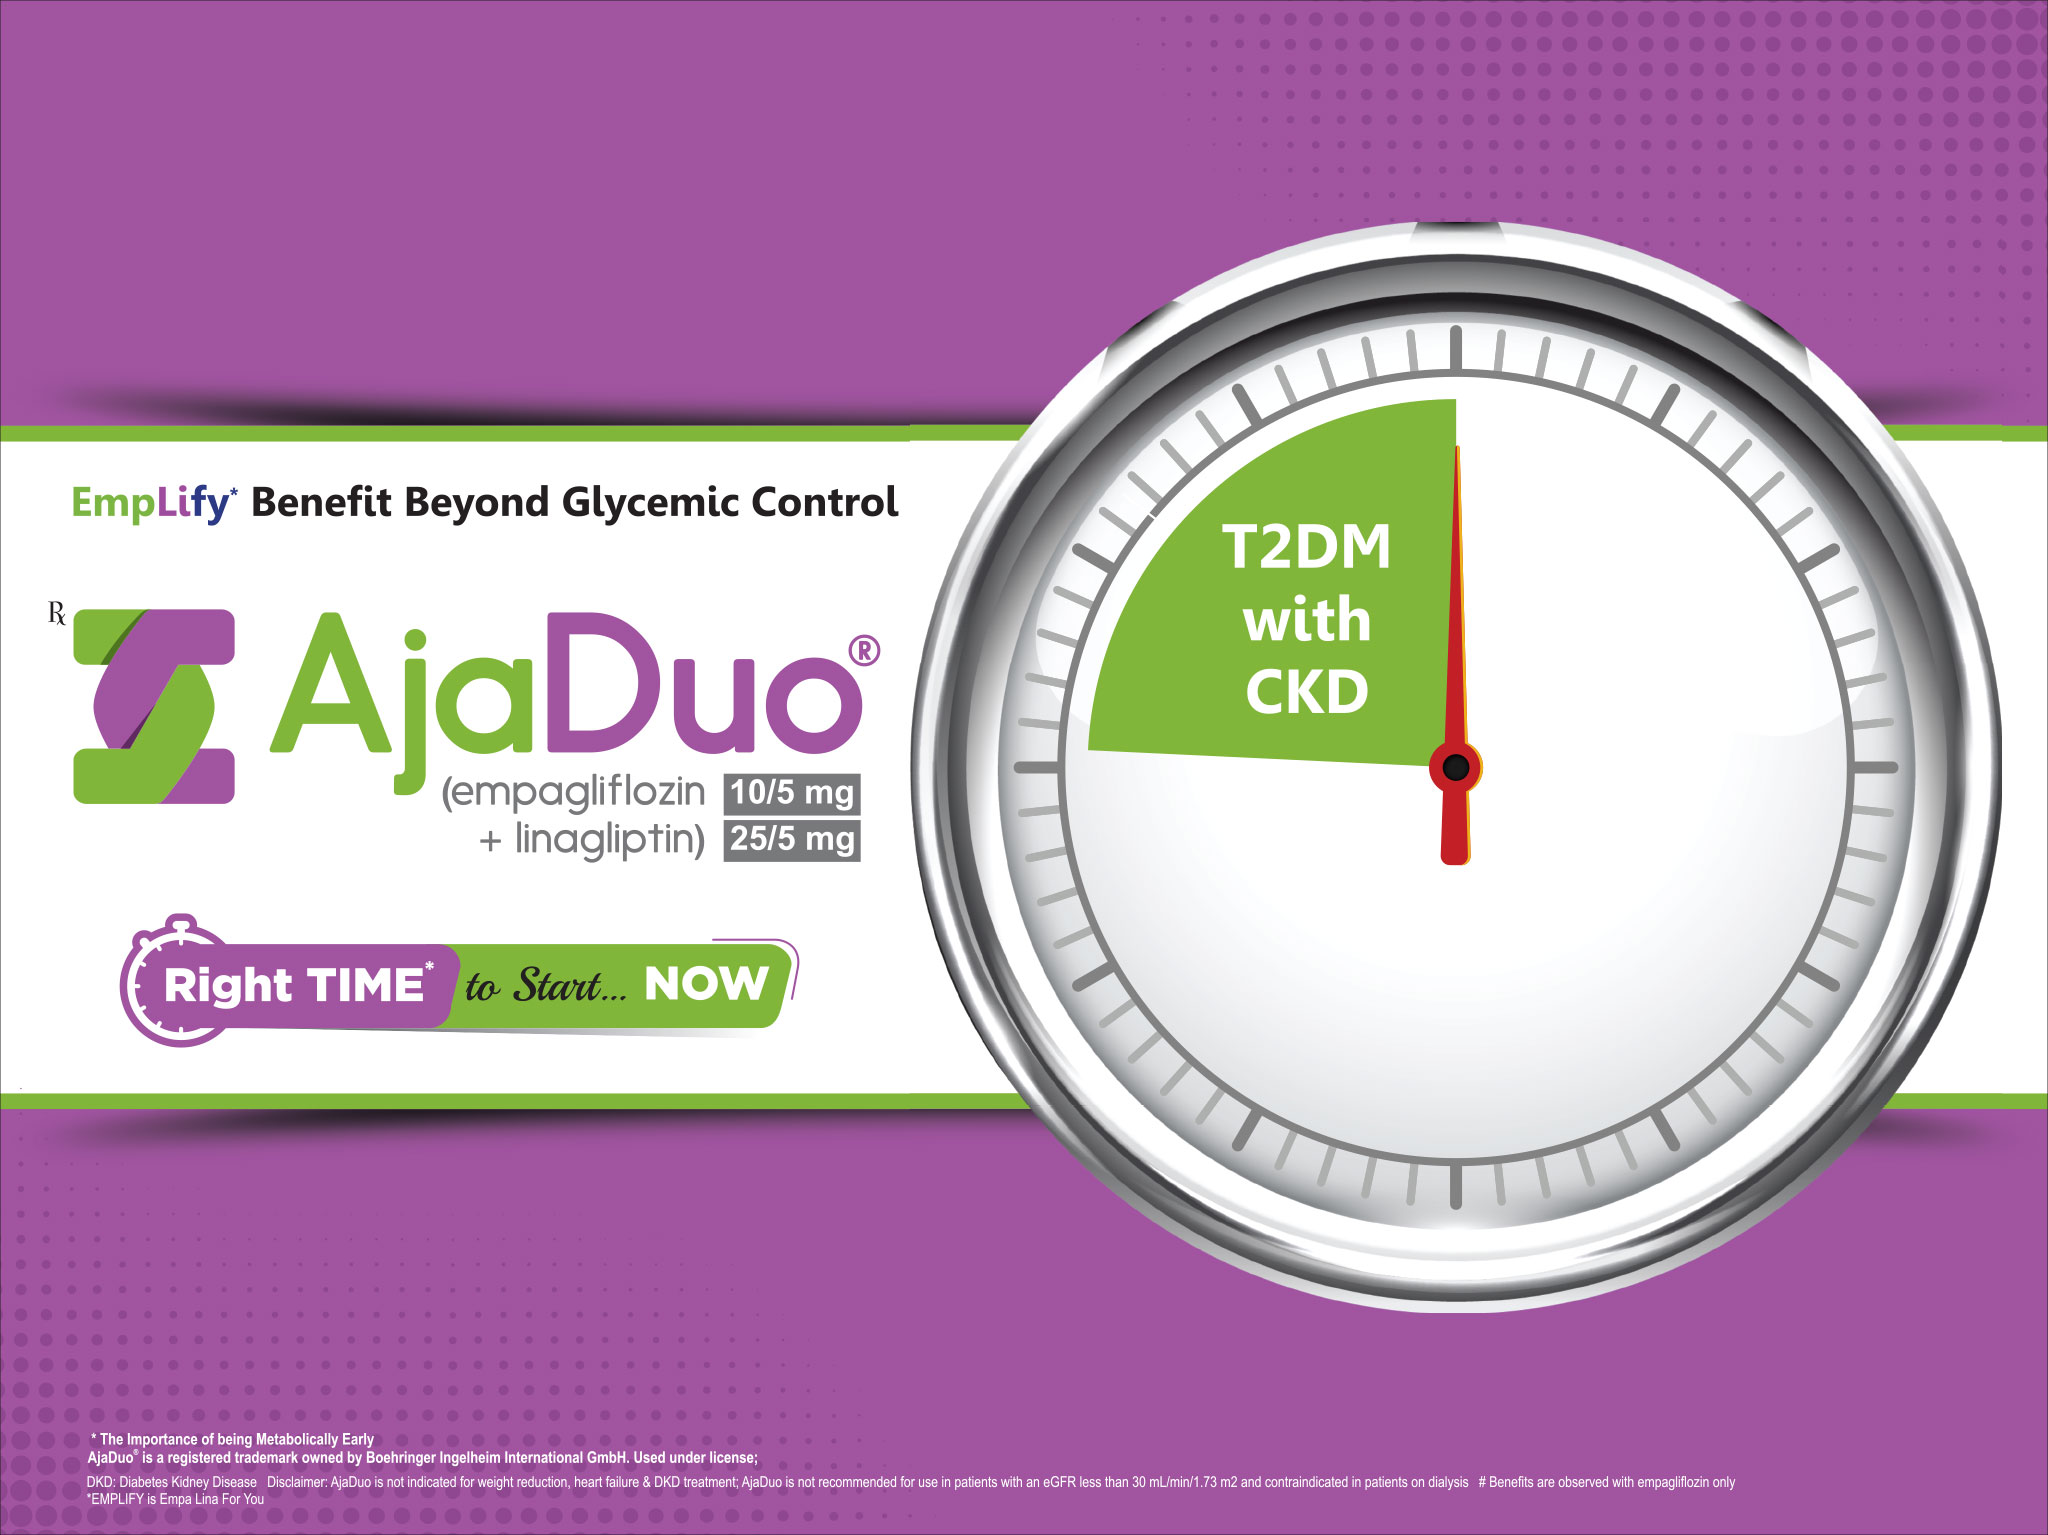 EmpLify* Benefit Beyond Glycemic Control
Rx
AjaDuo®
(empagliflozin 10/5 mg
+ linagliptin) 25/5 mg
Right TIME* to Start... NOW
T2DM
with
CKD
* The Importance of being Metabolically Early
AjaDuo® is a registered trademark owned by Boehringer Ingelheim International GmbH. Used under license;
DKD: Diabetes Kidney Disease Disclaimer: AjaDuo is not indicated for weight reduction, heart failure & DKD treatment; AjaDuo is not recommended for use in patients with an eGFR less than 30 mL/min/1.73 m2 and contraindicated in patients on dialysis # Benefits are observed with empagliflozin only
*EMPLIFY is Empa Lina For You